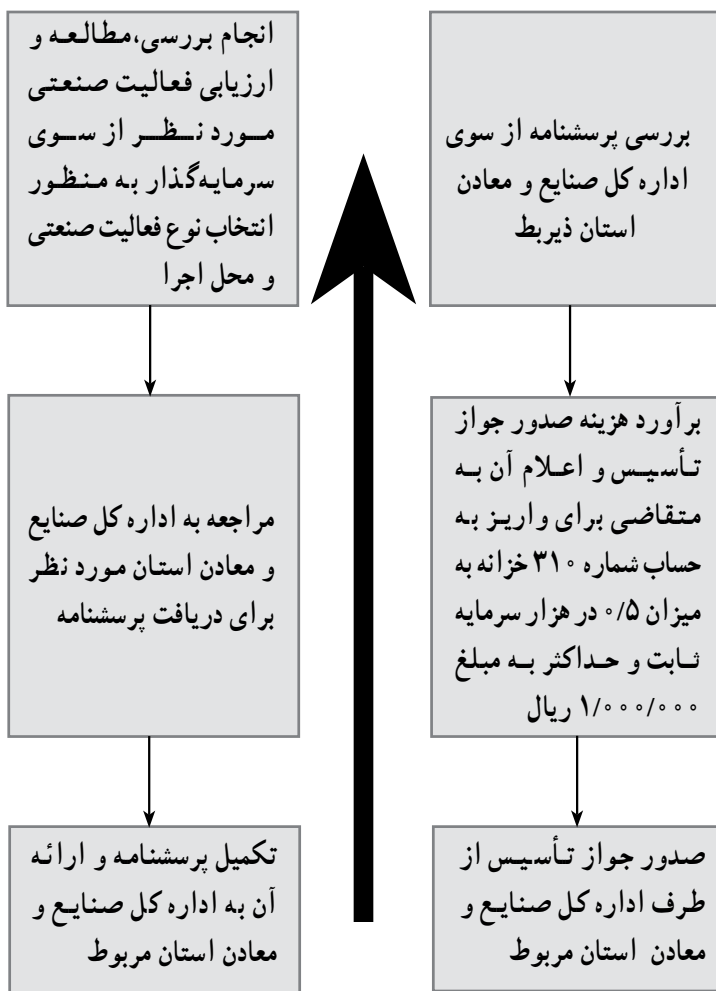 انجام بررسی،مطالعه و
ارزیابی فعالیت صنعتی
مورد نظر از سوی
سرمایه‌گذار به منظور
انتخاب نوع فعالیت صنعتی
و محل اجرا
مراجعه به اداره کل صنایع
و معادن استان مورد نظر
برای دریافت پرسشنامه
تکمیل پرسشنامه و ارائه
آن به اداره کل صنایع و
معادن استان مربوط
بررسی پرسشنامه از سوی
اداره کل صنایع و معادن
استان ذیربط
برآورد هزینه صدور جواز
تأسیس و اعلام آن به
متقاضی برای واریز به
حساب شماره ۳۱۰ خزانه به
میزان ۰/۵ در هزار سرمایه
ثابت و حداکثر به مبلغ
۱/۰۰۰/۰۰۰ ریال
صدور جواز تأسیس از
طرف اداره کل صنایع و
معادن استان مربوط